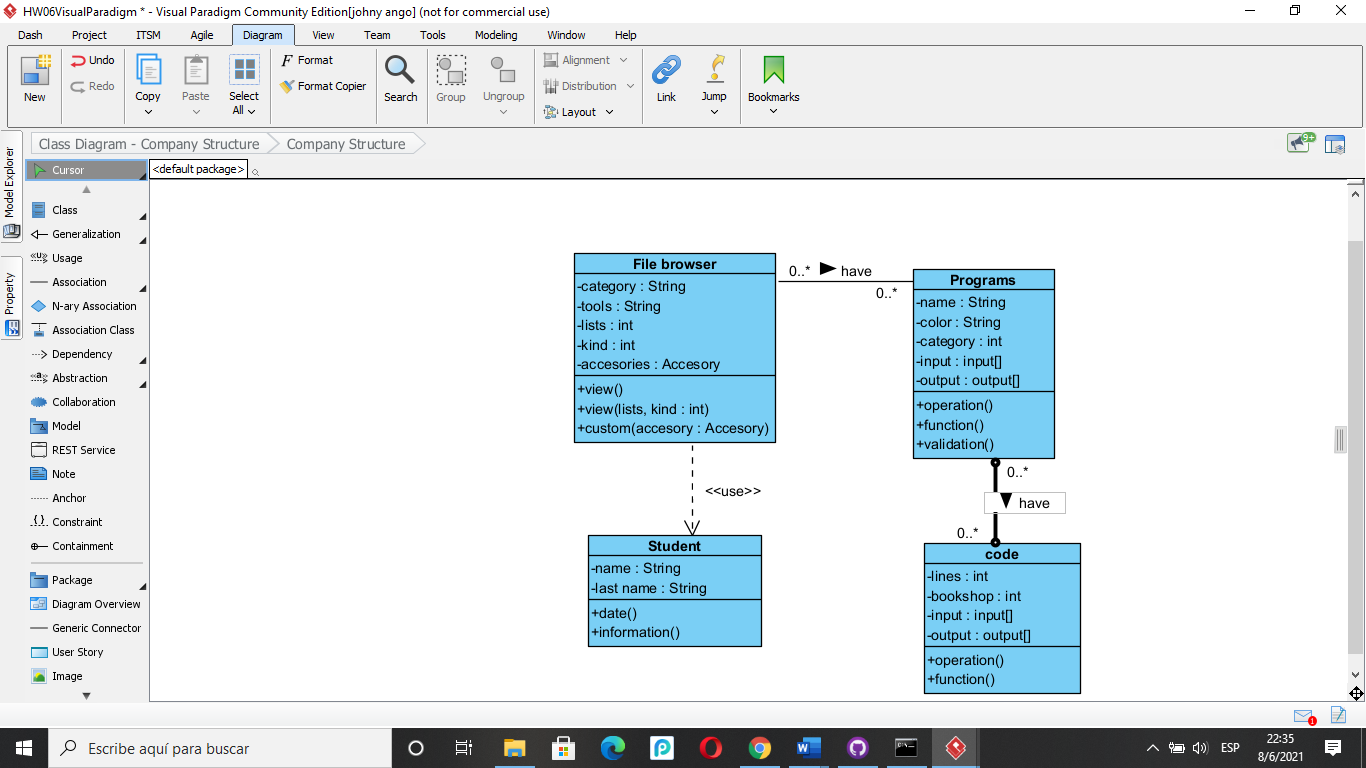 HW06VisualParadigm * - Visual Paradigm Community Edition[johny ango] (not for commercial use)
Dash Project ITSM Agile Diagram View Team Tools Modeling Window Help
New
Undo
Redo
Copy
Paste
Select All
Format
Format Copier
Search
Group
Ungroup
Alignment
Distribution
Layout
Link
Jump
Bookmarks
Class Diagram - Company Structure
Company Structure
9+
Model Explorer
Property
Cursor
<default package>
Class
Generalization
«U» Usage
Association
N-ary Association
Association Class
Dependency
«a» Abstraction
Collaboration
Model
REST Service
Note
Anchor
{.} Constraint
Containment
Package
Diagram Overview
Generic Connector
User Story
Image
File browser
-category : String
-tools : String
-lists : int
-kind : int
-accesories : Accesory
+view()
+view(lists, kind : int)
+custom(accesory : Accesory)
0..* have
0..*
Programs
-name : String
-color : String
-category : int
-input : input[]
-output : output[]
+operation()
+function()
+validation()
<<use>>
0..*
have
0..*
Student
-name : String
-last name : String
+date()
+information()
code
-lines : int
-bookshop : int
-input : input[]
-output : output[]
+operation()
+function()
1
Escribe aquí para buscar
ESP
22:35
8/6/2021